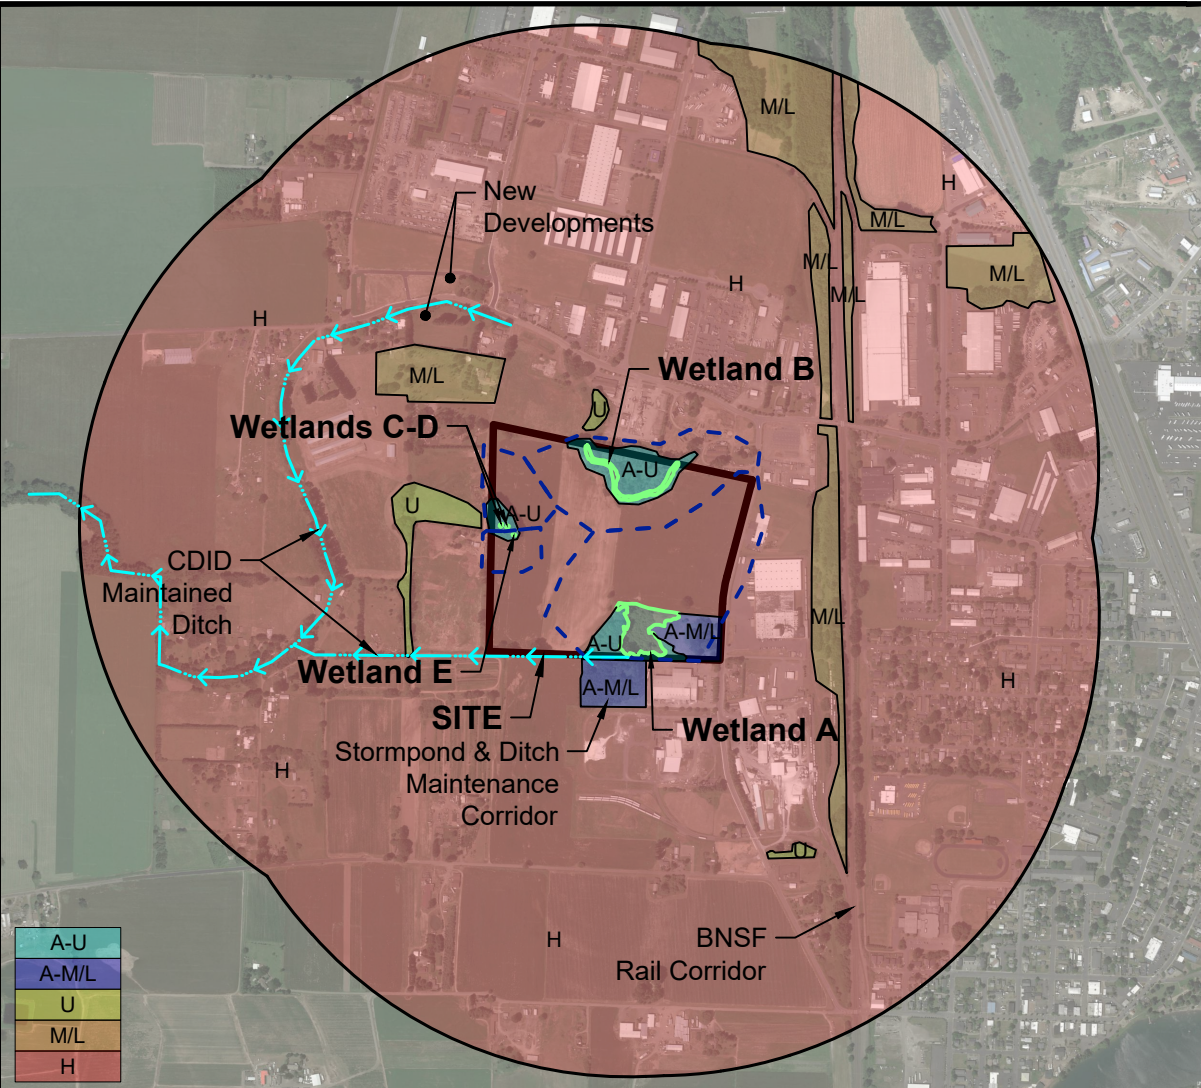 M/L
H
New
Developments
M/L
H
M/L
M/L
H
M/L
H
Wetland B
M/L
U
Wetlands C-D
A-U
U
A-U
CDID
Maintained
Ditch
M/L
A-U
A-M/L
Wetland E
H
A-M/L
SITE
Wetland A
Stormpond & Ditch
Maintenance
Corridor
H
U
H
BNSF
Rail Corridor
A-U
A-M/L
U
M/L
H